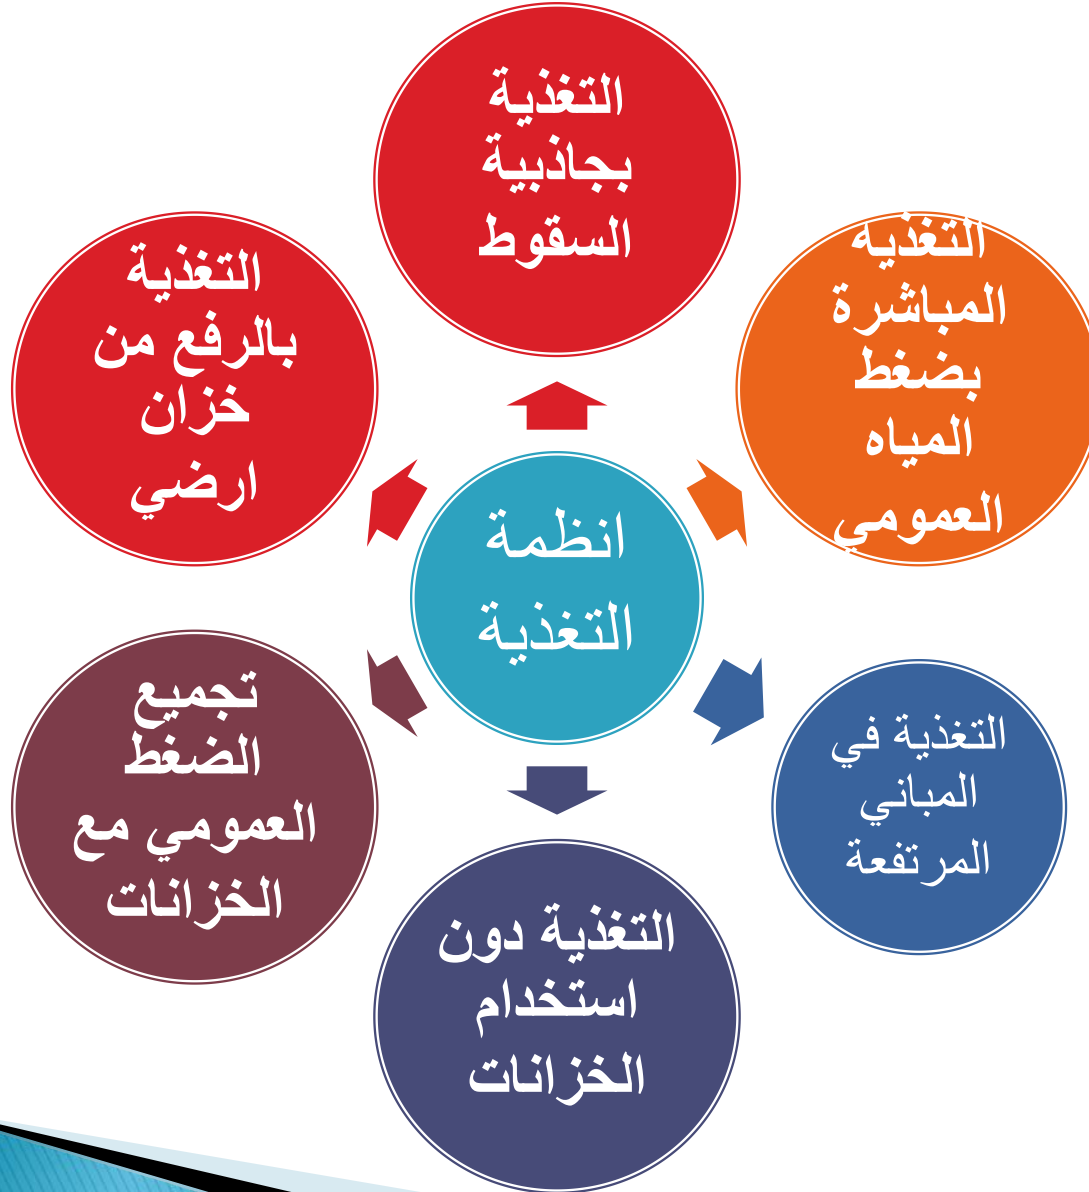 التغذية
بجاذبية
السقوط
التغذية
المباشرة
بضغط
المياه
العمومي
التغذية في
المباني
المرتفعة
التغذية دون
استخدام
الخزانات
تجميع
الضغط
العمومي مع
الخزانات
التغذية
بالرفع من
خزان
ارضي
انظمة
التغذية